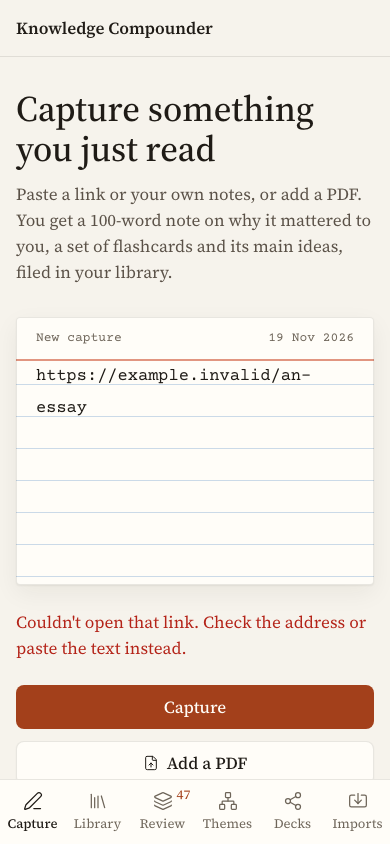 Knowledge Compounder
Capture something
you just read
Paste a link or your own notes, or add a PDF.
You get a 100-word note on why it mattered to
you, a set of flashcards and its main ideas,
filed in your library.
New capture 19 Nov 2026
https://example.invalid/an-
essay
Couldn't open that link. Check the address or
paste the text instead.
Capture
Add a PDF
47
Capture Library Review Themes Decks Imports